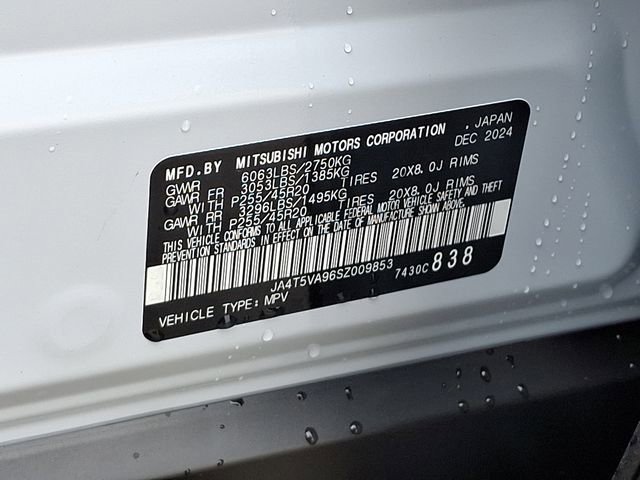 MFD.BY MITSUBISHI MOTORS CORPORATION , JAPAN
GVWR 6063LBS/2750KG DEC 2024
GAWR FR 3053LBS/1385KG
WITH P255/45R20 TIRES 20X8.0J RIMS
GAWR RR 3296LBS/1495KG
WITH P255/45R20 TIRES 20X8.0J RIMS
THIS VEHICLE CONFORMS TO ALL APPLICABLE FEDERAL MOTOR VEHICLE SAFETY AND THEFT
PREVENTION STANDARDS IN EFFECT ON THE DATE OF MANUFACTURE SHOWN ABOVE.
JA4T5VA96SZ009853 7430C 838
VEHICLE TYPE: MPV